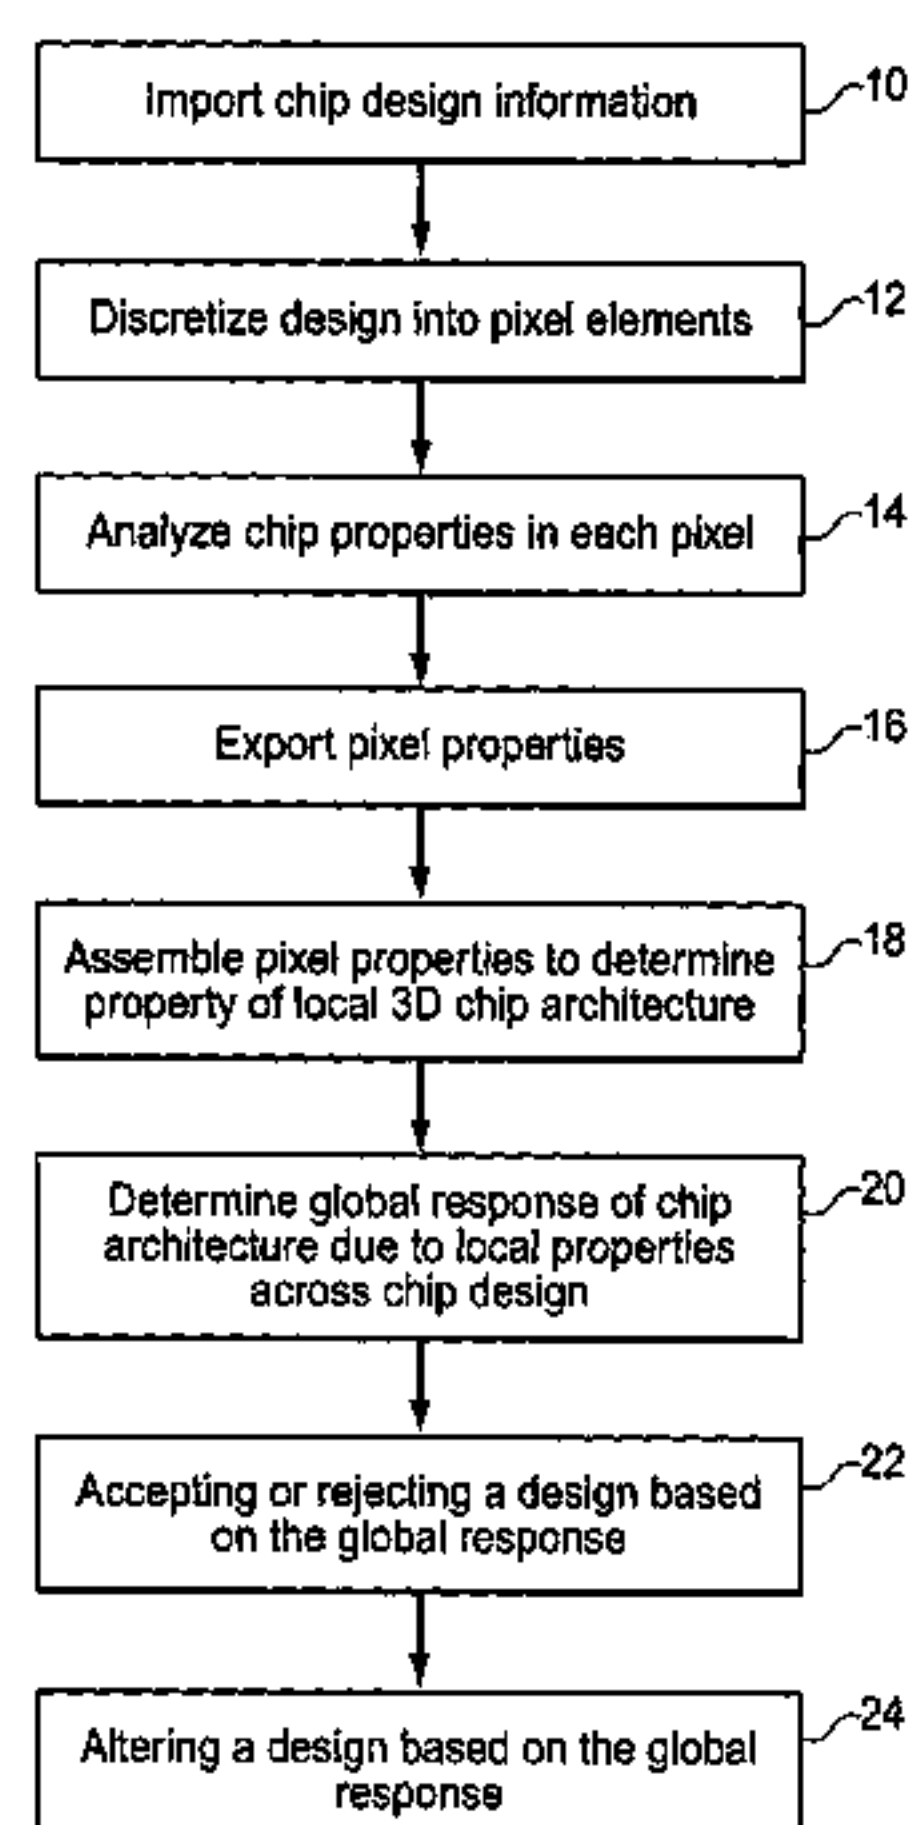 Import chip design information
10
Discretize design into pixel elements
12
Analyze chip properties in each pixel
14
Export pixel properties
16
Assemble pixel properties to determine
property of local 3D chip architecture
18
Determine global response of chip
architecture due to local properties
across chip design
20
Accepting or rejecting a design based
on the global response
22
Altering a design based on the global
response
24